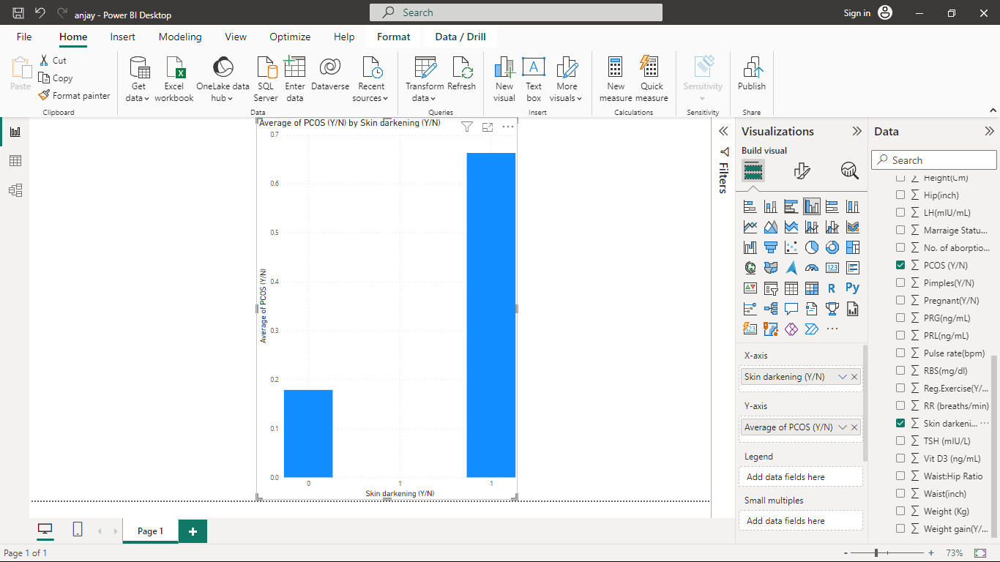 anjay - Power BI Desktop
Search
Sign in
File Home Insert Modeling View Optimize Help Format Data / Drill
Paste
Cut
Copy
Format painter
Clipboard
Get data
Excel workbook
OneLake data hub
SQL Server
Enter data
Dataverse
Recent sources
Data
Transform data
Refresh
Queries
New visual
Text box
More visuals
Insert
New measure
Quick measure
Calculations
Sensitivity
Sensitivity
Publish
Share
Average of PCOS (Y/N) by Skin darkening (Y/N)
0.7
0.6
0.5
0.4
0.3
0.2
0.1
0.0
Average of PCOS (Y/N)
0 1 1
Skin darkening (Y/N)
Filters
Visualizations
Build visual
123
R
Py
123
X-axis
Skin darkening (Y/N)
Y-axis
Average of PCOS (Y/N)
Legend
Add data fields here
Small multiples
Add data fields here
Data
Search
Height(Cm)
Hip(inch)
LH(mIU/mL)
Marraige Statu...
No. of aborptio...
PCOS (Y/N)
Pimples(Y/N)
Pregnant(Y/N)
PRG(ng/mL)
PRL(ng/mL)
Pulse rate(bpm)
RBS(mg/dl)
Reg.Exercise(Y/...
RR (breaths/min)
Skin darkeni...
TSH (mIU/L)
Vit D3 (ng/mL)
Waist:Hip Ratio
Waist(inch)
Weight (Kg)
Weight gain(Y/...
Page 1
Page 1 of 1
73%